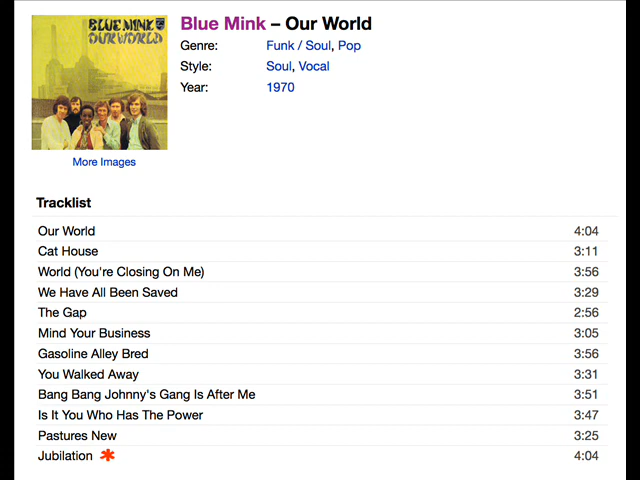 BLUE MINK
OUR WORLD
Blue Mink – Our World
Genre: Funk / Soul, Pop
Style: Soul, Vocal
Year: 1970
More Images
Tracklist
Our World 4:04
Cat House 3:11
World (You're Closing On Me) 3:56
We Have All Been Saved 3:29
The Gap 2:56
Mind Your Business 3:05
Gasoline Alley Bred 3:56
You Walked Away 3:31
Bang Bang Johnny's Gang Is After Me 3:51
Is It You Who Has The Power 3:47
Pastures New 3:25
Jubilation 4:04